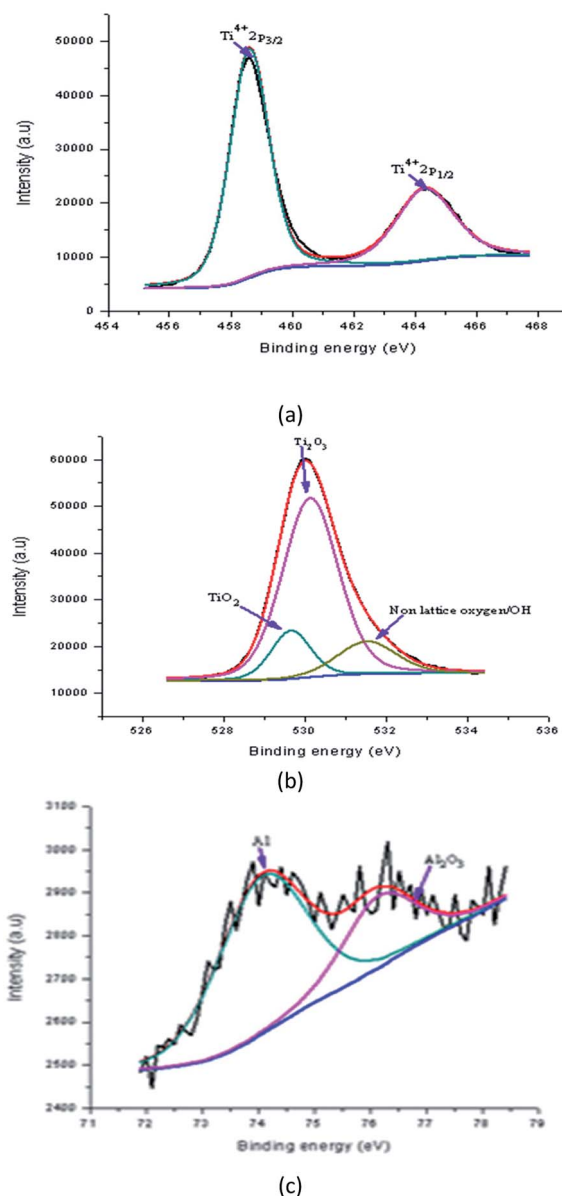 Ti⁴⁺2p₃/₂
Ti⁴⁺2p₁/₂
50000
40000
30000
20000
10000
0
Intensity (a.u)
454 456 458 460 462 464 466 468
Binding energy (eV)
(a)
Ti₂O₃
TiO₂
Non lattice oxygen/OH
60000
50000
40000
30000
20000
10000
Intensity (a.u)
526 528 530 532 534 536
Binding energy (eV)
(b)
Al
Al₂O₃
3100
3000
2900
2800
2700
2600
2500
2400
Intensity (a.u)
71 72 73 74 75 76 77 78 79
Binding energy (eV)
(c)